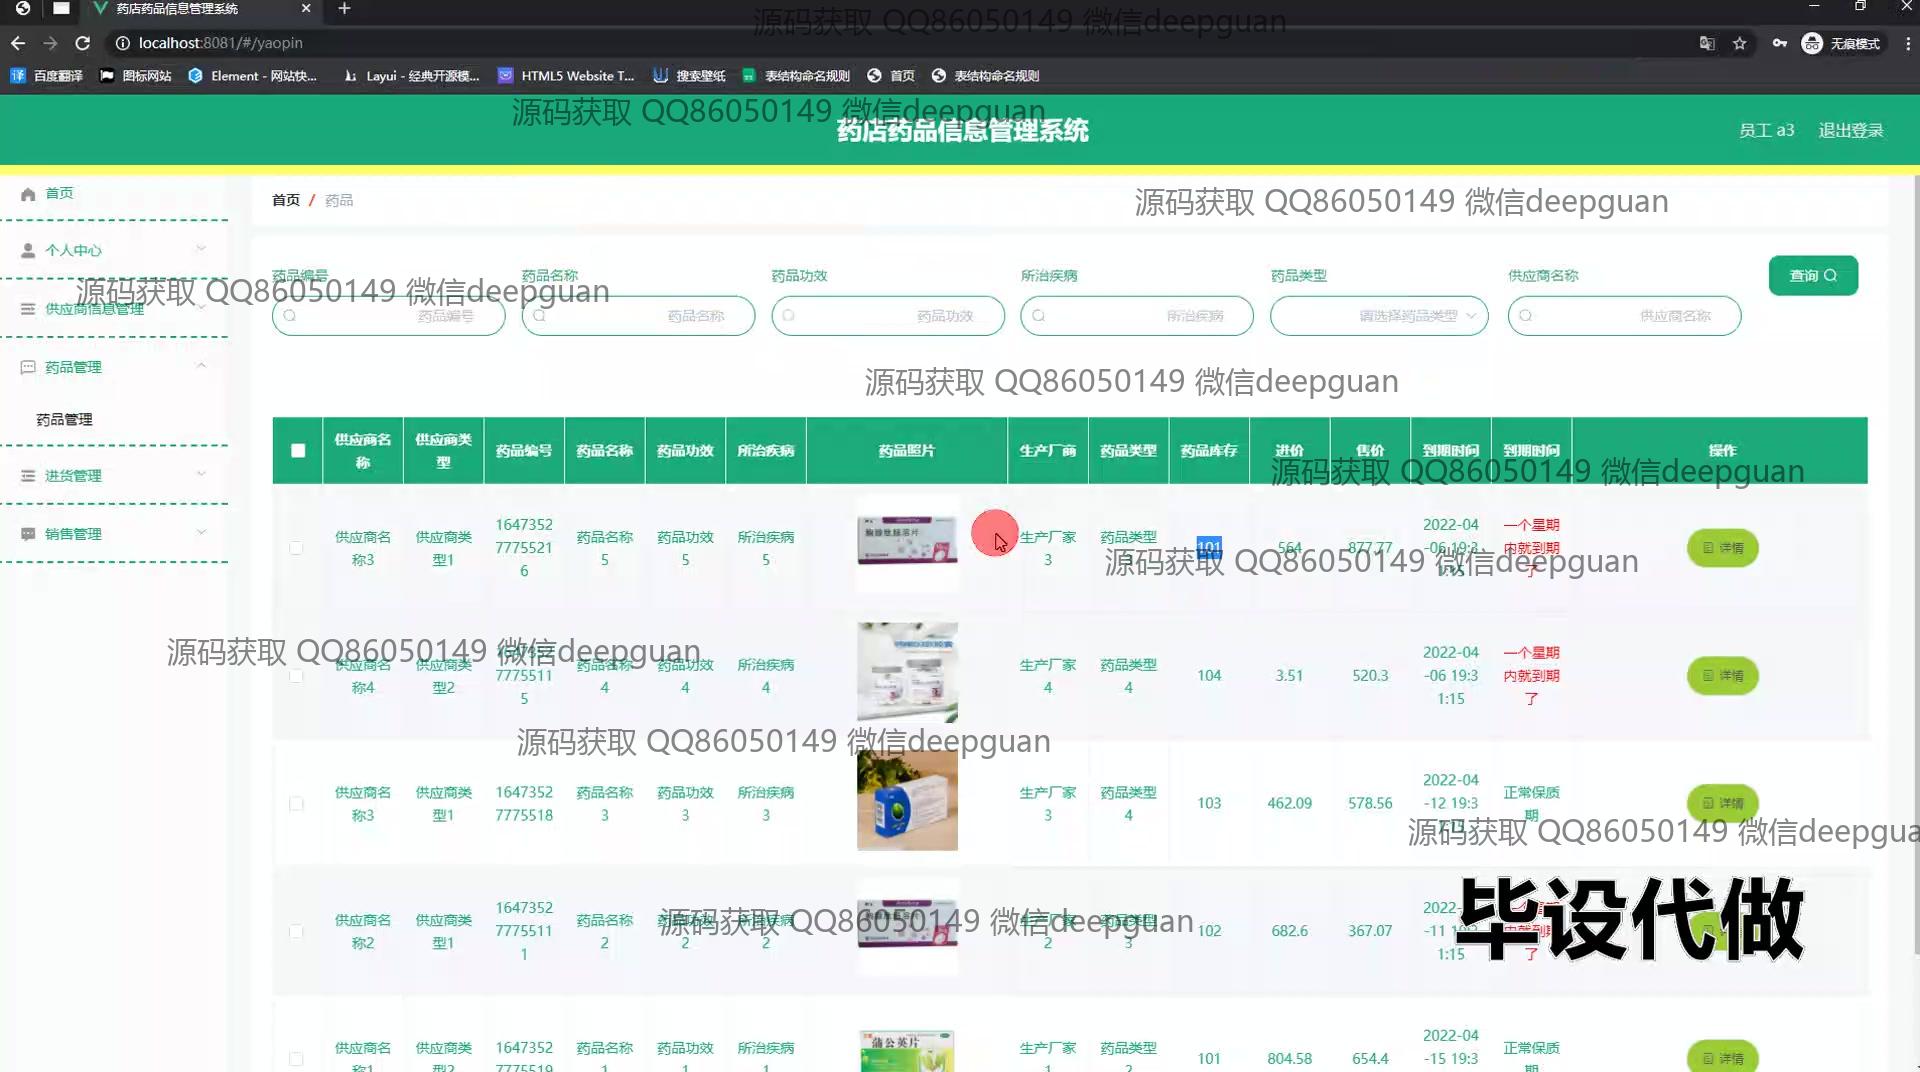 药店药品信息管理系统
localhost:8081/#/yaopin
无痕模式
百度翻译 图标网站 Element - 网站快... Layui - 经典开源模... HTML5 Website T... 搜索壁纸 表结构命名规则 首页 表结构命名规则
源码获取 QQ86050149 微信deepguan
源码获取 QQ86050149 微信deepguan
药店药品信息管理系统
员工 a3 退出登录
首页
个人中心
供应商信息管理
药品管理
药品管理
进货管理
销售管理
首页 / 药品
源码获取 QQ86050149 微信deepguan
药品编号 药品名称 药品功效 所治疾病 药品类型 供应商名称
查询
源码获取 QQ86050149 微信deepguan
药品编号 药品名称 药品功效 所治疾病 请选择药品类型 供应商名称
源码获取 QQ86050149 微信deepguan
供应商名称 供应商类型 药品编号 药品名称 药品功效 所治疾病 药品照片 生产厂商 药品类型 药品库存 进价 售价 到期时间 到期时间 操作
源码获取 QQ86050149 微信deepguan
供应商名称3 供应商类型1 164735277755216 药品名称5 药品功效5 所治疾病5 生产厂家3 药品类型 101 564 877.77 2022-04-06 19:31:15 一个星期内就到期了 详情
源码获取 QQ86050149 微信deepguan
供应商名称4 供应商类型2 164735277755115 药品名称4 药品功效4 所治疾病4 生产厂家4 药品类型4 104 3.51 520.3 2022-04-06 19:31:15 一个星期内就到期了 详情
源码获取 QQ86050149 微信deepguan
源码获取 QQ86050149 微信deepguan
供应商名称3 供应商类型1 16473527775518 药品名称3 药品功效3 所治疾病3 生产厂家3 药品类型4 103 462.09 578.56 2022-04-12 19:31:15 正常保质期 详情
源码获取 QQ86050149 微信deepgua
供应商名称2 供应商类型1 164735277755111 药品名称2 2 2 2 3 102 682.6 367.07 2022-04-11 19:31:15
源码获取 QQ86050149 微信deepguan
毕设代做
供应商名称1 供应商类型2 16473527775519 药品名称1 药品功效1 所治疾病1 蒲公英片 生产厂家1 药品类型2 101 804.58 654.4 2022-04-15 19:3 正常保质期 详情